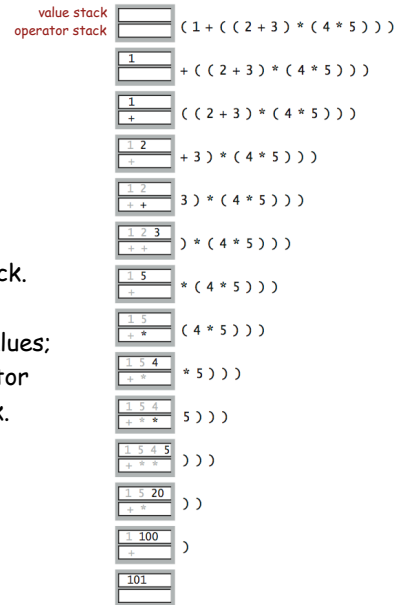 value stack
operator stack
( 1 + ( ( 2 + 3 ) * ( 4 * 5 ) ) )
1
+ ( ( 2 + 3 ) * ( 4 * 5 ) ) )
1
+
( ( 2 + 3 ) * ( 4 * 5 ) ) )
1 2
+
+ 3 ) * ( 4 * 5 ) ) )
1 2
+ +
3 ) * ( 4 * 5 ) ) )
1 2 3
+ +
) * ( 4 * 5 ) ) )
ck.
1 5
+
* ( 4 * 5 ) ) )
lues;
1 5
+ *
( 4 * 5 ) ) )
tor
1 5 4
+ *
* 5 ) ) )
k.
1 5 4
+ * *
5 ) ) )
1 5 4 5
+ * *
) ) )
1 5 20
+ *
) )
1 100
+
)
101